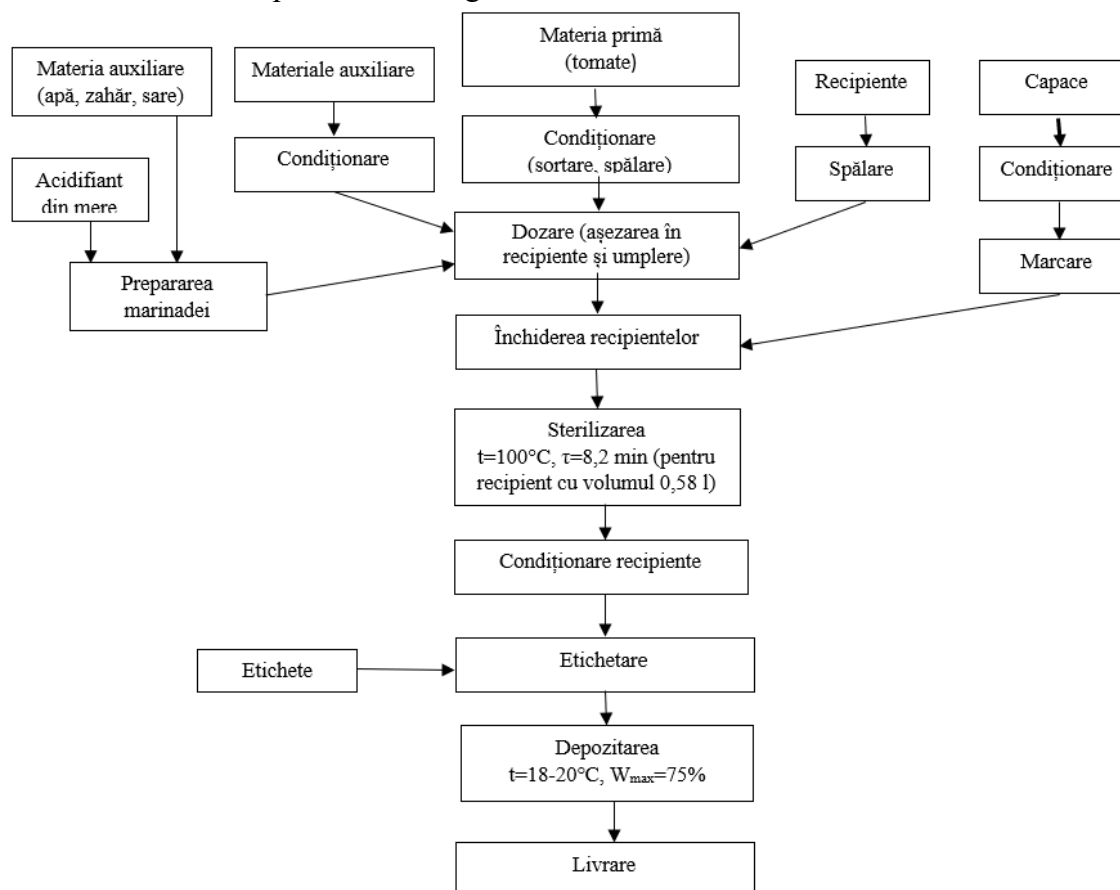 Materia primă
(tomate)
Materia auxiliare
(apă, zahăr, sare)
Materiale auxiliare
Recipiente
Capace
Condiționare
(sortare, spălare)
Condiționare
Spălare
Condiționare
Acidifiant
din mere
Dozare (așezarea în
recipiente și umplere)
Marcare
Prepararea
marinadei
Închiderea recipientelor
Sterilizarea
t=100°C, τ=8,2 min (pentru
recipient cu volumul 0,58 l)
Condiționare recipiente
Etichete
Etichetare
Depozitarea
t=18-20°C, Wmax=75%
Livrare